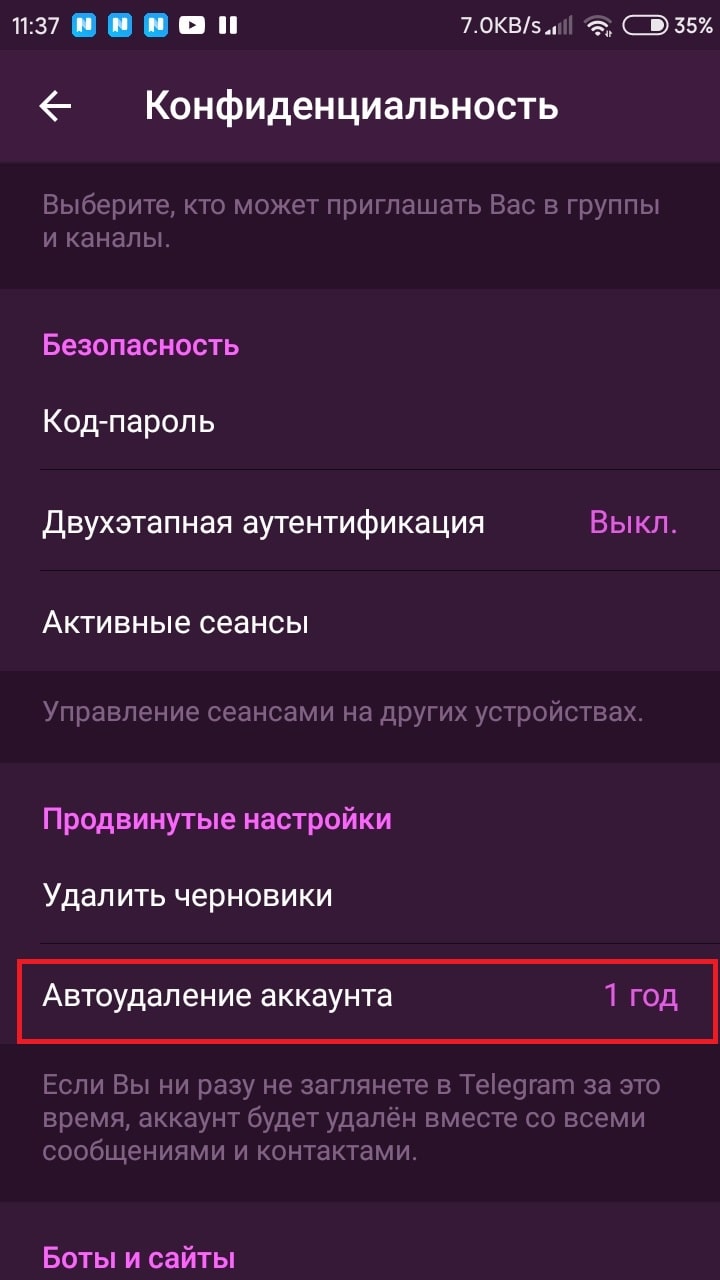 11:37 7.0KB/s 35%
Конфиденциальность
Выберите, кто может приглашать Вас в группы
и каналы.
Безопасность
Код-пароль
Двухэтапная аутентификация Выкл.
Активные сеансы
Управление сеансами на других устройствах.
Продвинутые настройки
Удалить черновики
Автоудаление аккаунта 1 год
Если Вы ни разу не заглянете в Telegram за это
время, аккаунт будет удалён вместе со всеми
сообщениями и контактами.
Боты и сайты